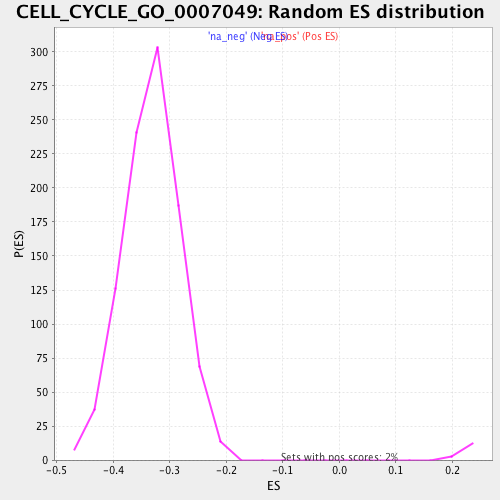 CELL_CYCLE_GO_0007049: Random ES distribution
'na_neg' (Neg ES) 'na_pos' (Pos ES)
300
275
250
225
200
175
150
125
100
75
50
25
0
P(ES)
Sets with pos scores: 2%
-0.5 -0.4 -0.3 -0.2 -0.1 0.0 0.1 0.2
ES